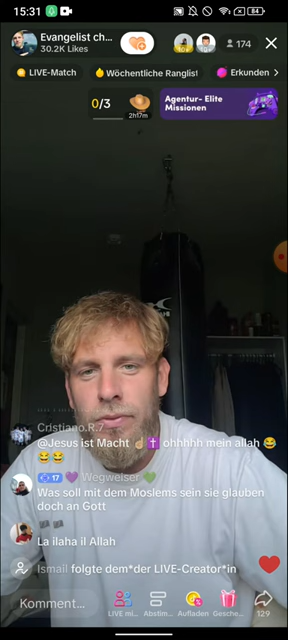 15:31
84
Evangelist ch...
30.2K Likes
174
LIVE-Match
Wöchentliche Rangliste
Erkunden
0/3
2h17m
Agentur- Elite
Missionen
Cristiano.R.7
@Jesus ist Macht ☝🏽✝️ ohhhhh mein allah 😂
😂😂
17 💜 Wegweiser 💚
Was soll mit dem Moslems sein sie glauben
doch an Gott
🏴🏴
La ilaha il Allah
Ismail folgte dem*der LIVE-Creator*in
Komment...
LIVE mi...
Abstim...
Aufladen
Gesche...
129